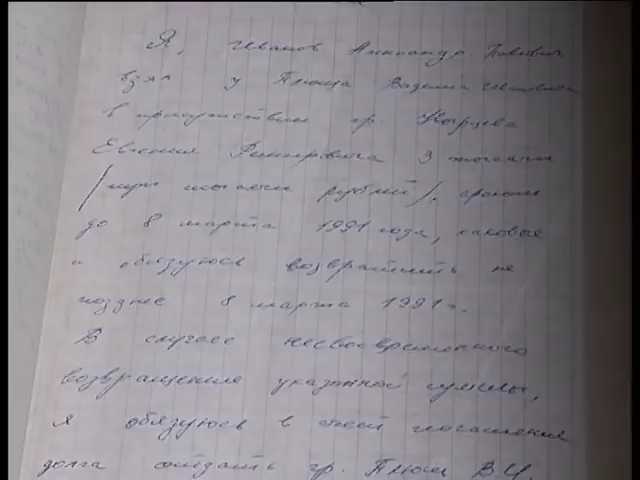 Я, Иванов Александр Павлович
взял у Плюща Вадима Ивановича
в присутствии гр.
Евгения 3 тысячи
/три тысячи рублей/, сроком
до 8 марта 1991 года, каковые
и обязуюсь возвратить не
позднее 8 марта 1991 г.
В случае несвоевременного
возвращения указанной суммы,
я обязуюсь в счет погашения
долга отдать гр. Плющ В.И.